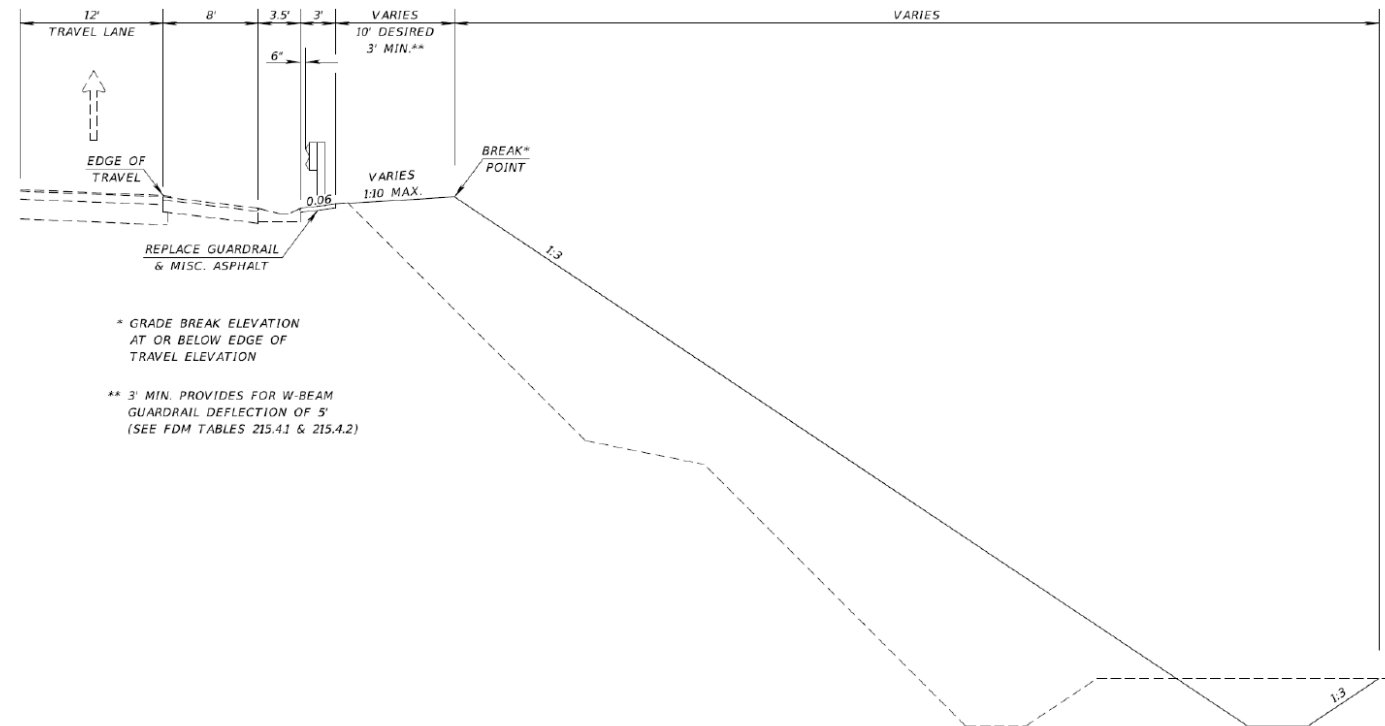 12'
8'
3.5'
3'
VARIES
VARIES
TRAVEL LANE
10' DESIRED
3' MIN.**
6"
EDGE OF
TRAVEL
BREAK*
POINT
VARIES
1:10 MAX.
0.06
REPLACE GUARDRAIL
& MISC. ASPHALT
1:3
* GRADE BREAK ELEVATION
AT OR BELOW EDGE OF
TRAVEL ELEVATION
** 3' MIN. PROVIDES FOR W-BEAM
GUARDRAIL DEFLECTION OF 5'
(SEE FDM TABLES 215.4.1 & 215.4.2)
1:3